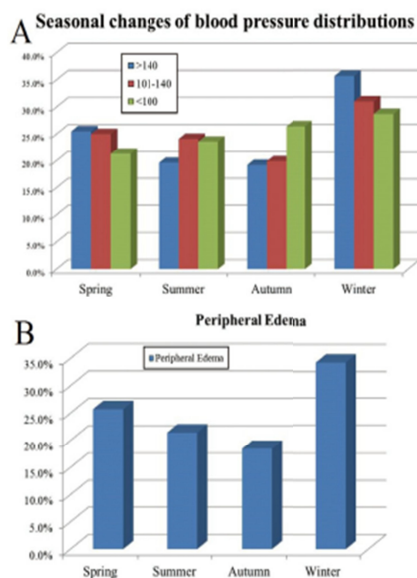 A
Seasonal changes of blood pressure distributions
40.0%
35.0%
30.0%
25.0%
20.0%
15.0%
10.0%
5.0%
0.0%
>140
101-140
<100
Spring Summer Autumn Winter
B
Peripheral Edema
35.0%
30.0%
25.0%
20.0%
15.0%
10.0%
5.0%
0.0%
Peripheral Edema
Spring Summer Autumn Winter